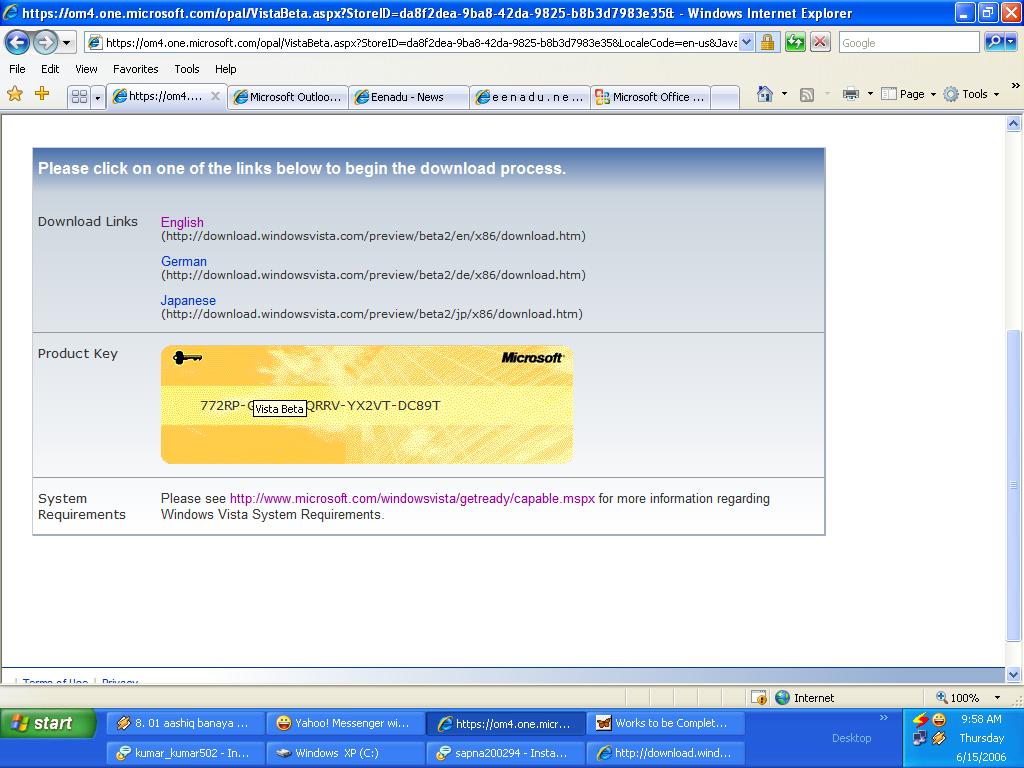 https://om4.one.microsoft.com/opal/VistaBeta.aspx?StoreID=da8f2dea-9ba8-42da-9825-b8b3d7983e35& - Windows Internet Explorer
https://om4.one.microsoft.com/opal/VistaBeta.aspx?StoreID=da8f2dea-9ba8-42da-9825-b8b3d7983e35&LocaleCode=en-us&Java
Google
File Edit View Favorites Tools Help
https://om4.... Microsoft Outloo... Eenadu - News e e n a d u . n e ... Microsoft Office ... Page Tools
Please click on one of the links below to begin the download process.
Download Links
English
(http://download.windowsvista.com/preview/beta2/en/x86/download.htm)
German
(http://download.windowsvista.com/preview/beta2/de/x86/download.htm)
Japanese
(http://download.windowsvista.com/preview/beta2/jp/x86/download.htm)
Product Key
Microsoft
772RP- QRRV-YX2VT-DC89T
Vista Beta
System Requirements
Please see http://www.microsoft.com/windowsvista/getready/capable.mspx for more information regarding
Windows Vista System Requirements.
Terms of Use | Privacy
Internet 100%
start
8. 01 aashiq banaya ... Yahoo! Messenger wi... https://om4.one.micr... Works to be Complet...
kumar_kumar502 - In... Windows XP (C:) sapna200294 - Insta... http://download.wind...
Desktop
9:58 AM
Thursday
6/15/2006